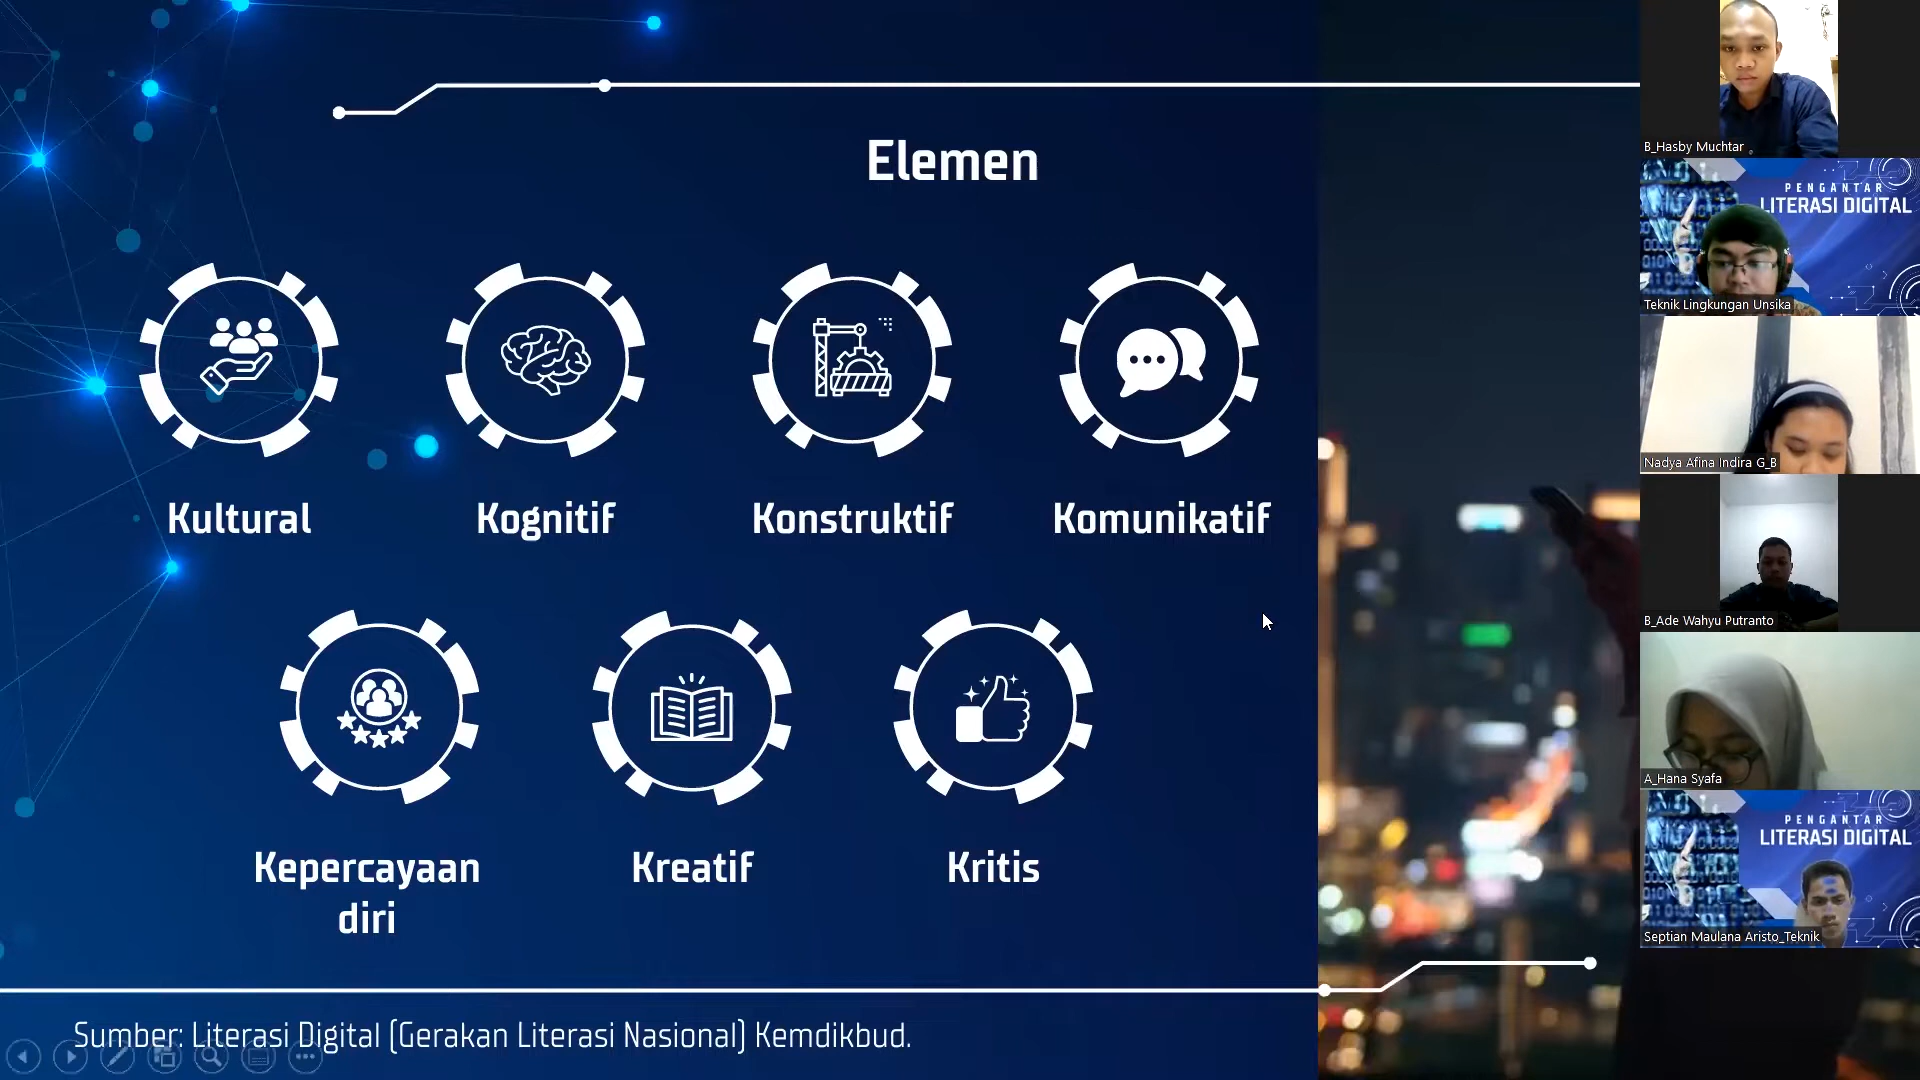 Elemen
Kultural
Kognitif
Konstruktif
Komunikatif
Kepercayaan
diri
Kreatif
Kritis
Sumber: Literasi Digital (Gerakan Literasi Nasional) Kemdikbud.
B_Hasby Muchtar
PENGANTAR
LITERASI DIGITAL
Teknik Lingkungan Unsika
Nadya Afina Indira G_B
B_Ade Wahyu Putranto
A_Hana Syafa
PENGANTAR
LITERASI DIGITAL
Septian Maulana Aristo_Teknik